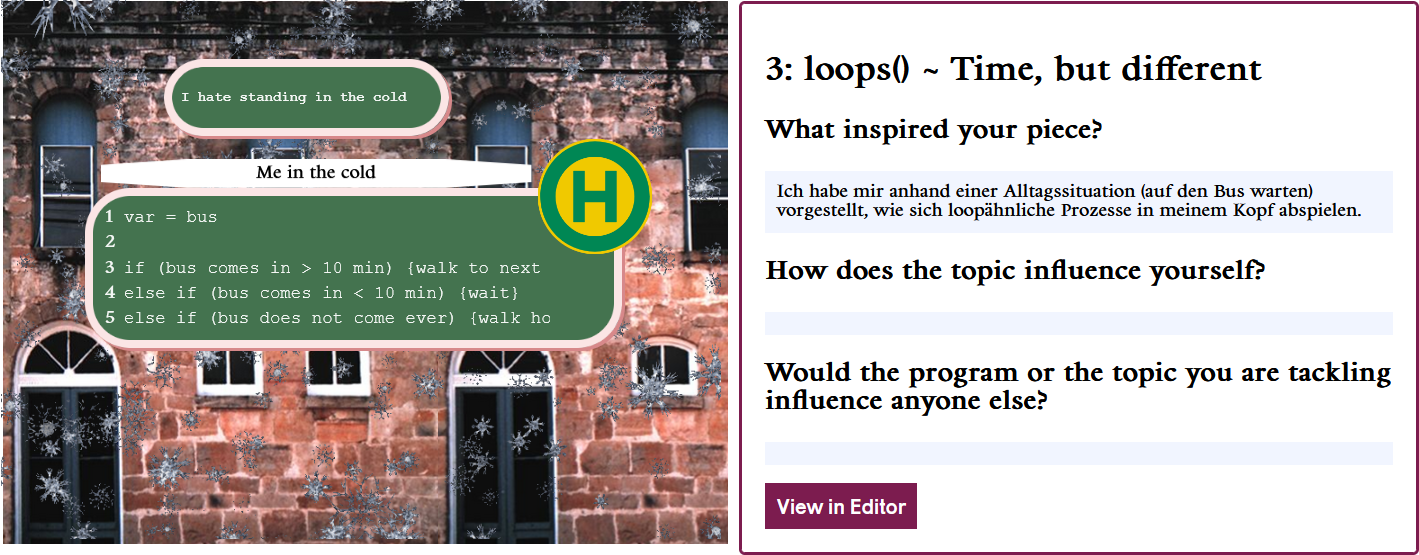 I hate standing in the cold
Me in the cold
H
1 var = bus
2
3 if (bus comes in > 10 min) {walk to next
4 else if (bus comes in < 10 min) {wait}
5 else if (bus does not come ever) {walk ho
3: loops() ~ Time, but different
What inspired your piece?
Ich habe mir anhand einer Alltagssituation (auf den Bus warten)
vorgestellt, wie sich loopähnliche Prozesse in meinem Kopf abspielen.
How does the topic influence yourself?
Would the program or the topic you are tackling
influence anyone else?
View in Editor